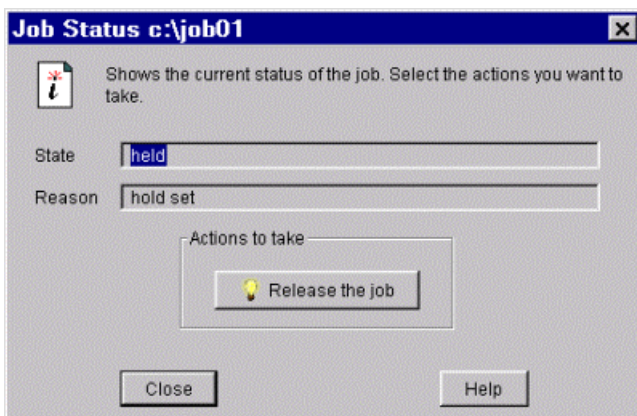 Job Status c:\job01
Shows the current status of the job. Select the actions you want to
take.
State held
Reason hold set
Actions to take
Release the job
Close Help